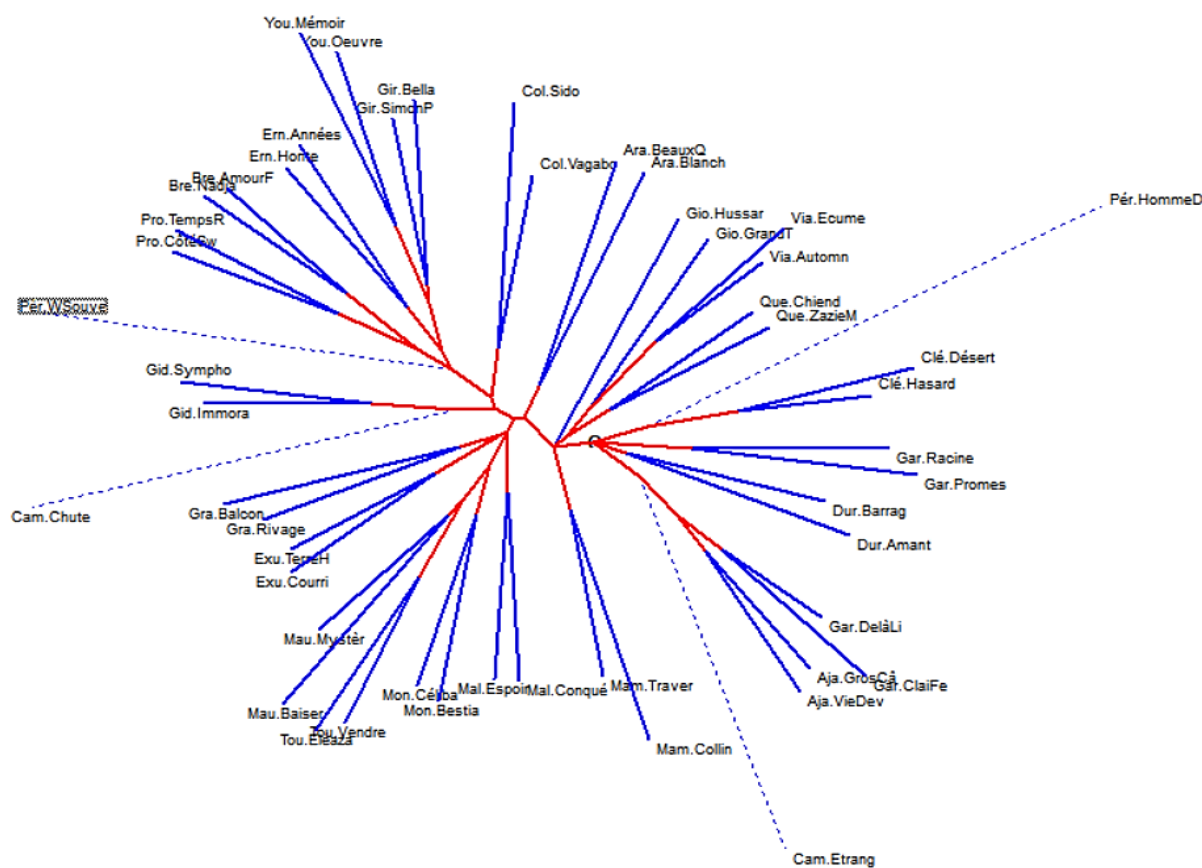 You.Mémoir
You.Oeuvre
Gir.Bella
Gir.SimonP
Col.Sido
Ern.Années
Ern.Honte
Col.Vagabo
Ara.BeauxQ
Ara.Blanch
Bre.AmourF
Bre.Nadja
Pér.HommeD
Pro.TempsR
Pro.CôtéSw
Gio.Hussar
Via.Ecume
Gio.GrandT
Via.Automn
Per.WSouve
Que.Chiend
Que.ZazieM
Gid.Sympho
Clé.Désert
Clé.Hasard
Gid.Immora
Gar.Racine
Gar.Promes
Cam.Chute
Gra.Balcon
Gra.Rivage
Dur.Barrag
Dur.Amant
Exu.TerreH
Exu.Courri
Mau.Mystèr
Gar.DelàLi
Aja.GrosCâ
Gar.ClaiFe
Aja.VieDev
Mau.Baiser
Mon.Céliba
Mon.Bestia
Mal.Espoir
Mal.Conqué
Mam.Traver
Tou.Vendre
Tou.Eleaza
Mam.Collin
Cam.Etrang